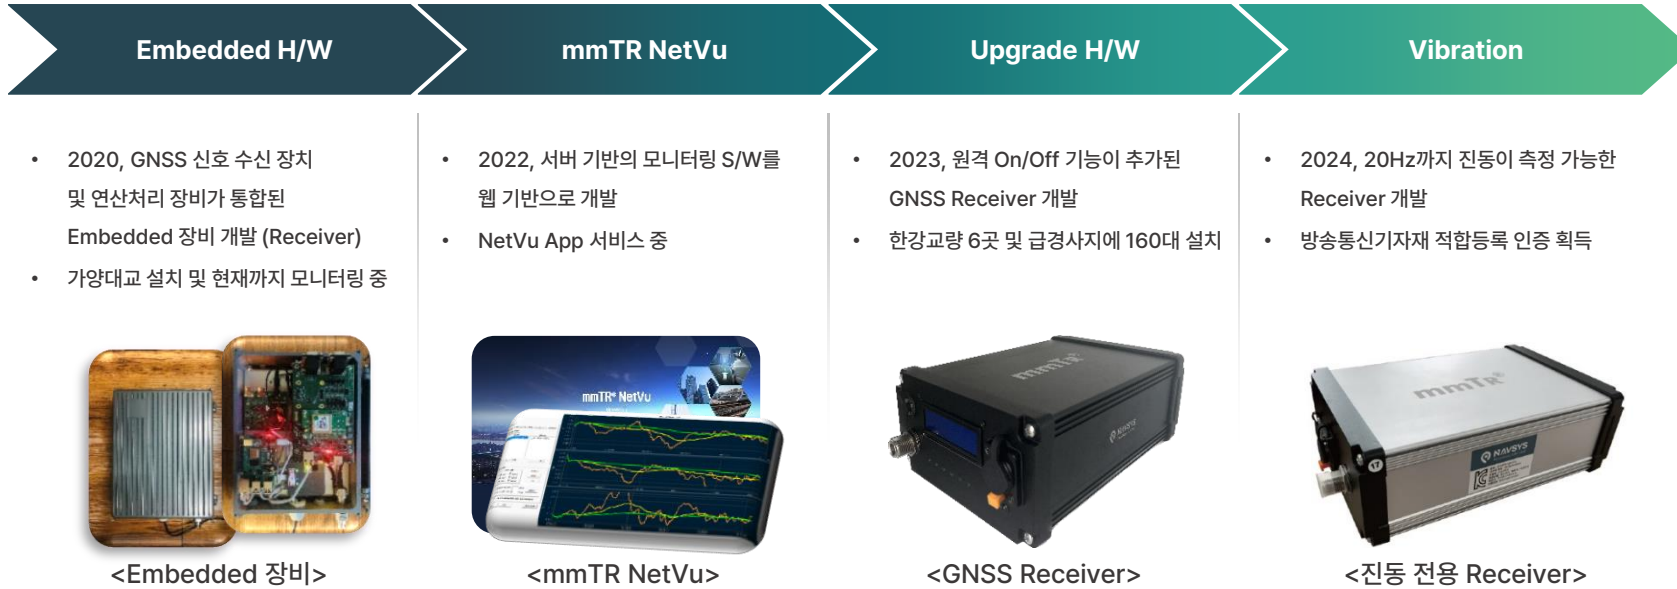 Embedded H/W
mmTR NetVu
Upgrade H/W
Vibration
• 2020, GNSS 신호 수신 장치
및 연산처리 장비가 통합된
Embedded 장비 개발 (Receiver)
• 가양대교 설치 및 현재까지 모니터링 중
• 2022, 서버 기반의 모니터링 S/W를
웹 기반으로 개발
• NetVu App 서비스 중
• 2023, 원격 On/Off 기능이 추가된
GNSS Receiver 개발
• 한강교량 6곳 및 급경사지에 160대 설치
• 2024, 20Hz까지 진동이 측정 가능한
Receiver 개발
• 방송통신기자재 적합등록 인증 획득
mmTR® NetVu
mmTR®
NAVSYS
mmTR®
NAVSYS
17
<Embedded 장비>
<mmTR NetVu>
<GNSS Receiver>
<진동 전용 Receiver>